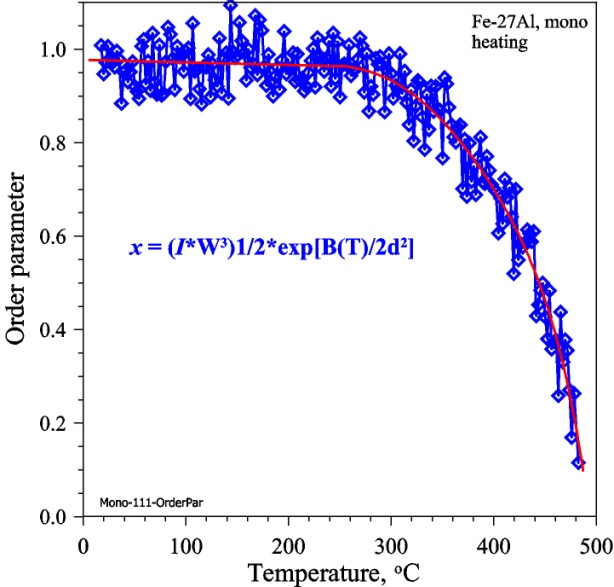 Fe-27Al, mono
heating
1.0
0.8
0.6
0.4
0.2
0.0
Order parameter
x = (I*W³)1/2*exp[B(T)/2d²]
Mono-111-OrderPar
0 100 200 300 400 500
Temperature, °C